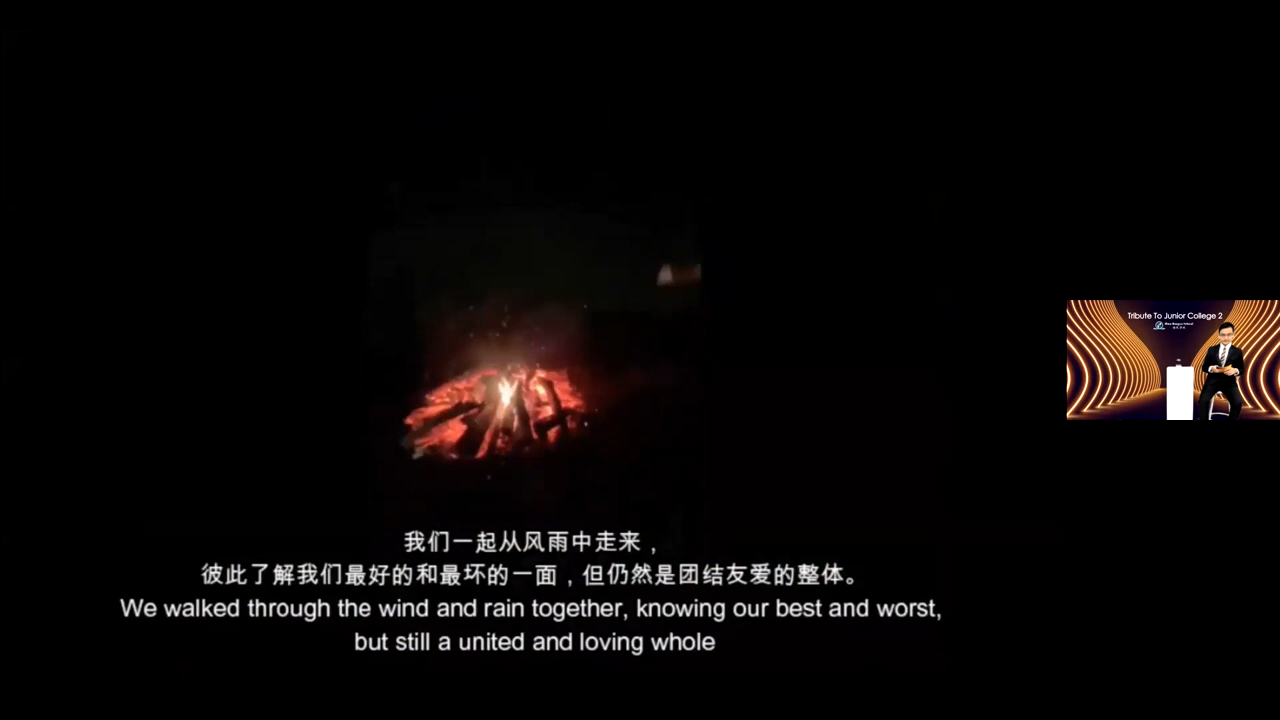 我们一起从风雨中走来，
彼此了解我们最好的和最坏的一面，但仍然是团结友爱的整体。
We walked through the wind and rain together, knowing our best and worst,
but still a united and loving whole
Tribute To Junior College 2